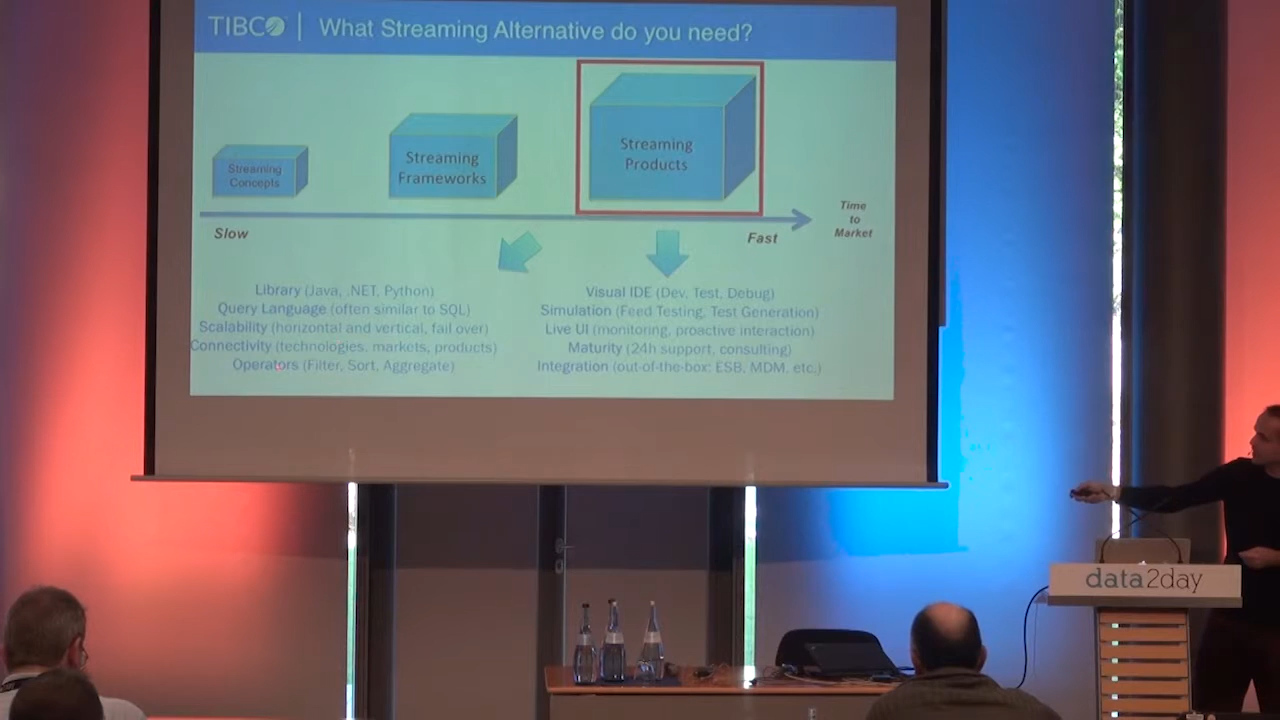 TIBCO | What Streaming Alternative do you need?
Streaming
Concepts
Streaming
Frameworks
Streaming
Products
Time
to
Market
Slow
Fast
Library (Java, .NET, Python)
Query Language (often similar to SQL)
Scalability (horizontal and vertical, fail over)
Connectivity (technologies, markets, products)
Operators (Filter, Sort, Aggregate)
Visual IDE (Dev, Test, Debug)
Simulation (Feed Testing, Test Generation)
Live UI (monitoring, proactive interaction)
Maturity (24h support, consulting)
Integration (out-of-the-box: ESB, MDM, etc.)
data2day